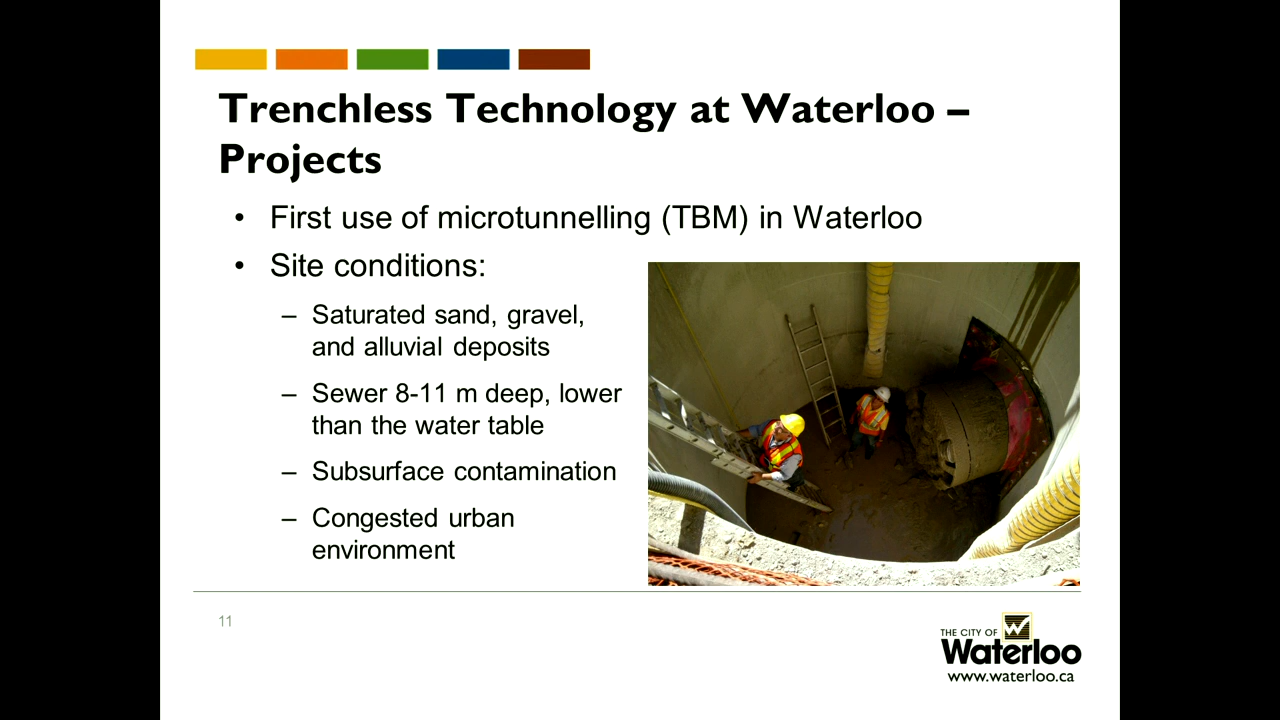 Trenchless Technology at Waterloo –
Projects
• First use of microtunnelling (TBM) in Waterloo
• Site conditions:
– Saturated sand, gravel,
and alluvial deposits
– Sewer 8-11 m deep, lower
than the water table
– Subsurface contamination
– Congested urban
environment
11
THE CITY OF
Waterloo
www.waterloo.ca